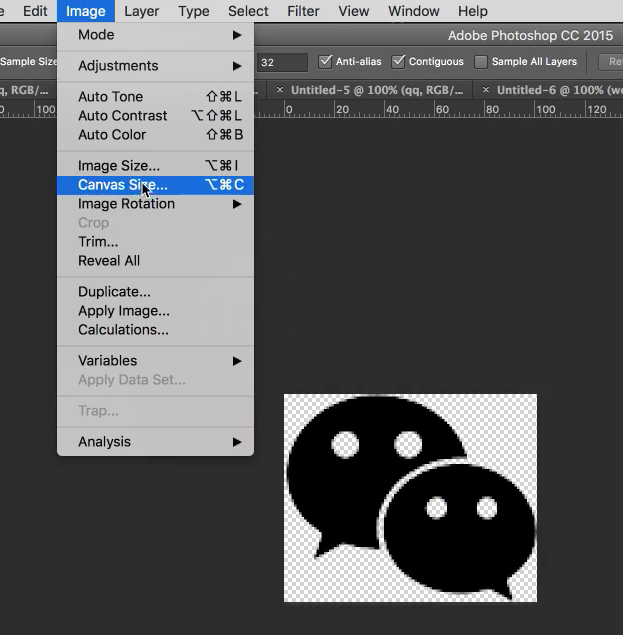 e Edit Image Layer Type Select Filter View Window Help
Adobe Photoshop CC 2015
Sample Size 32 Anti-alias Contiguous Sample All Layers Re
q, RGB/... × Untitled-5 @ 100% (qq, RGB/... × Untitled-6 @ 100% (we
0 100 0 20 40 60 80 100 120
Mode
Adjustments
Auto Tone ⇧⌘L
Auto Contrast ⌥⇧⌘L
Auto Color ⇧⌘B
Image Size... ⌥⌘I
Canvas Size... ⌥⌘C
Image Rotation
Crop
Trim...
Reveal All
Duplicate...
Apply Image...
Calculations...
Variables
Apply Data Set...
Trap...
Analysis